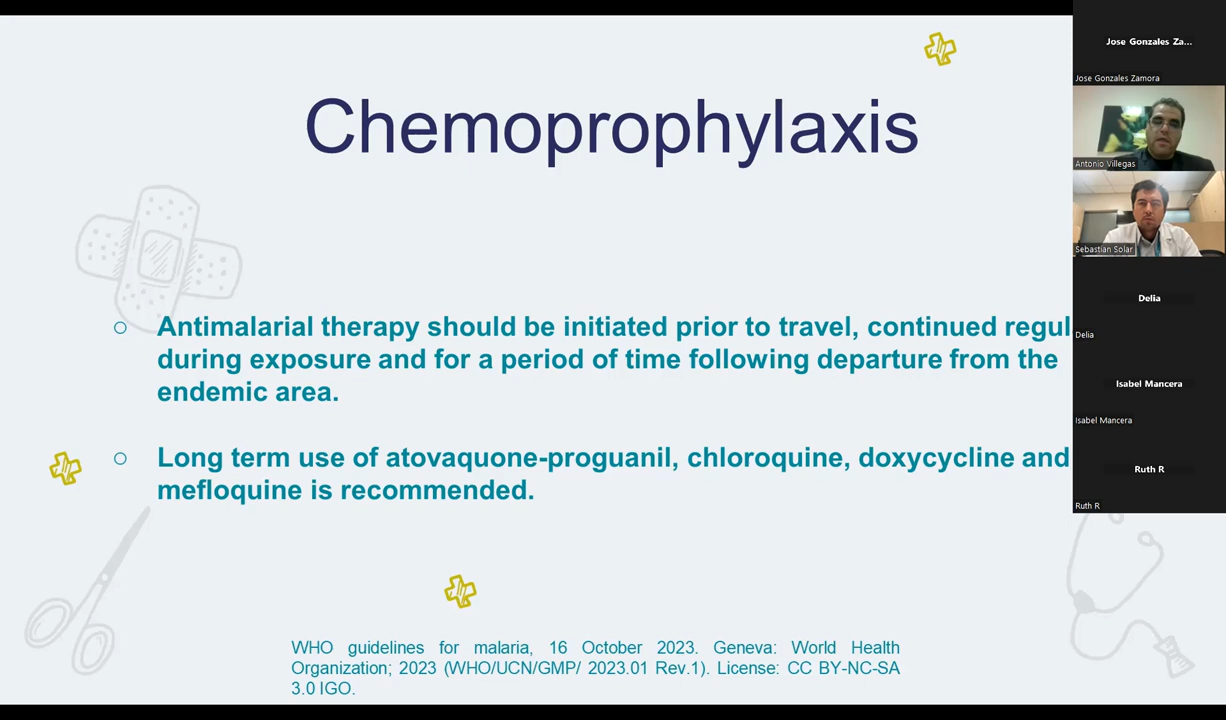 Chemoprophylaxis
○ Antimalarial therapy should be initiated prior to travel, continued regul
during exposure and for a period of time following departure from the
endemic area.
○ Long term use of atovaquone-proguanil, chloroquine, doxycycline and
mefloquine is recommended.
WHO guidelines for malaria, 16 October 2023. Geneva: World Health
Organization; 2023 (WHO/UCN/GMP/ 2023.01 Rev.1). License: CC BY-NC-SA
3.0 IGO.
Jose Gonzales Za...
Jose Gonzales Zamora
Antonio Villegas
Sebastian Solar
Delia
Delia
Isabel Mancera
Isabel Mancera
Ruth R
Ruth R